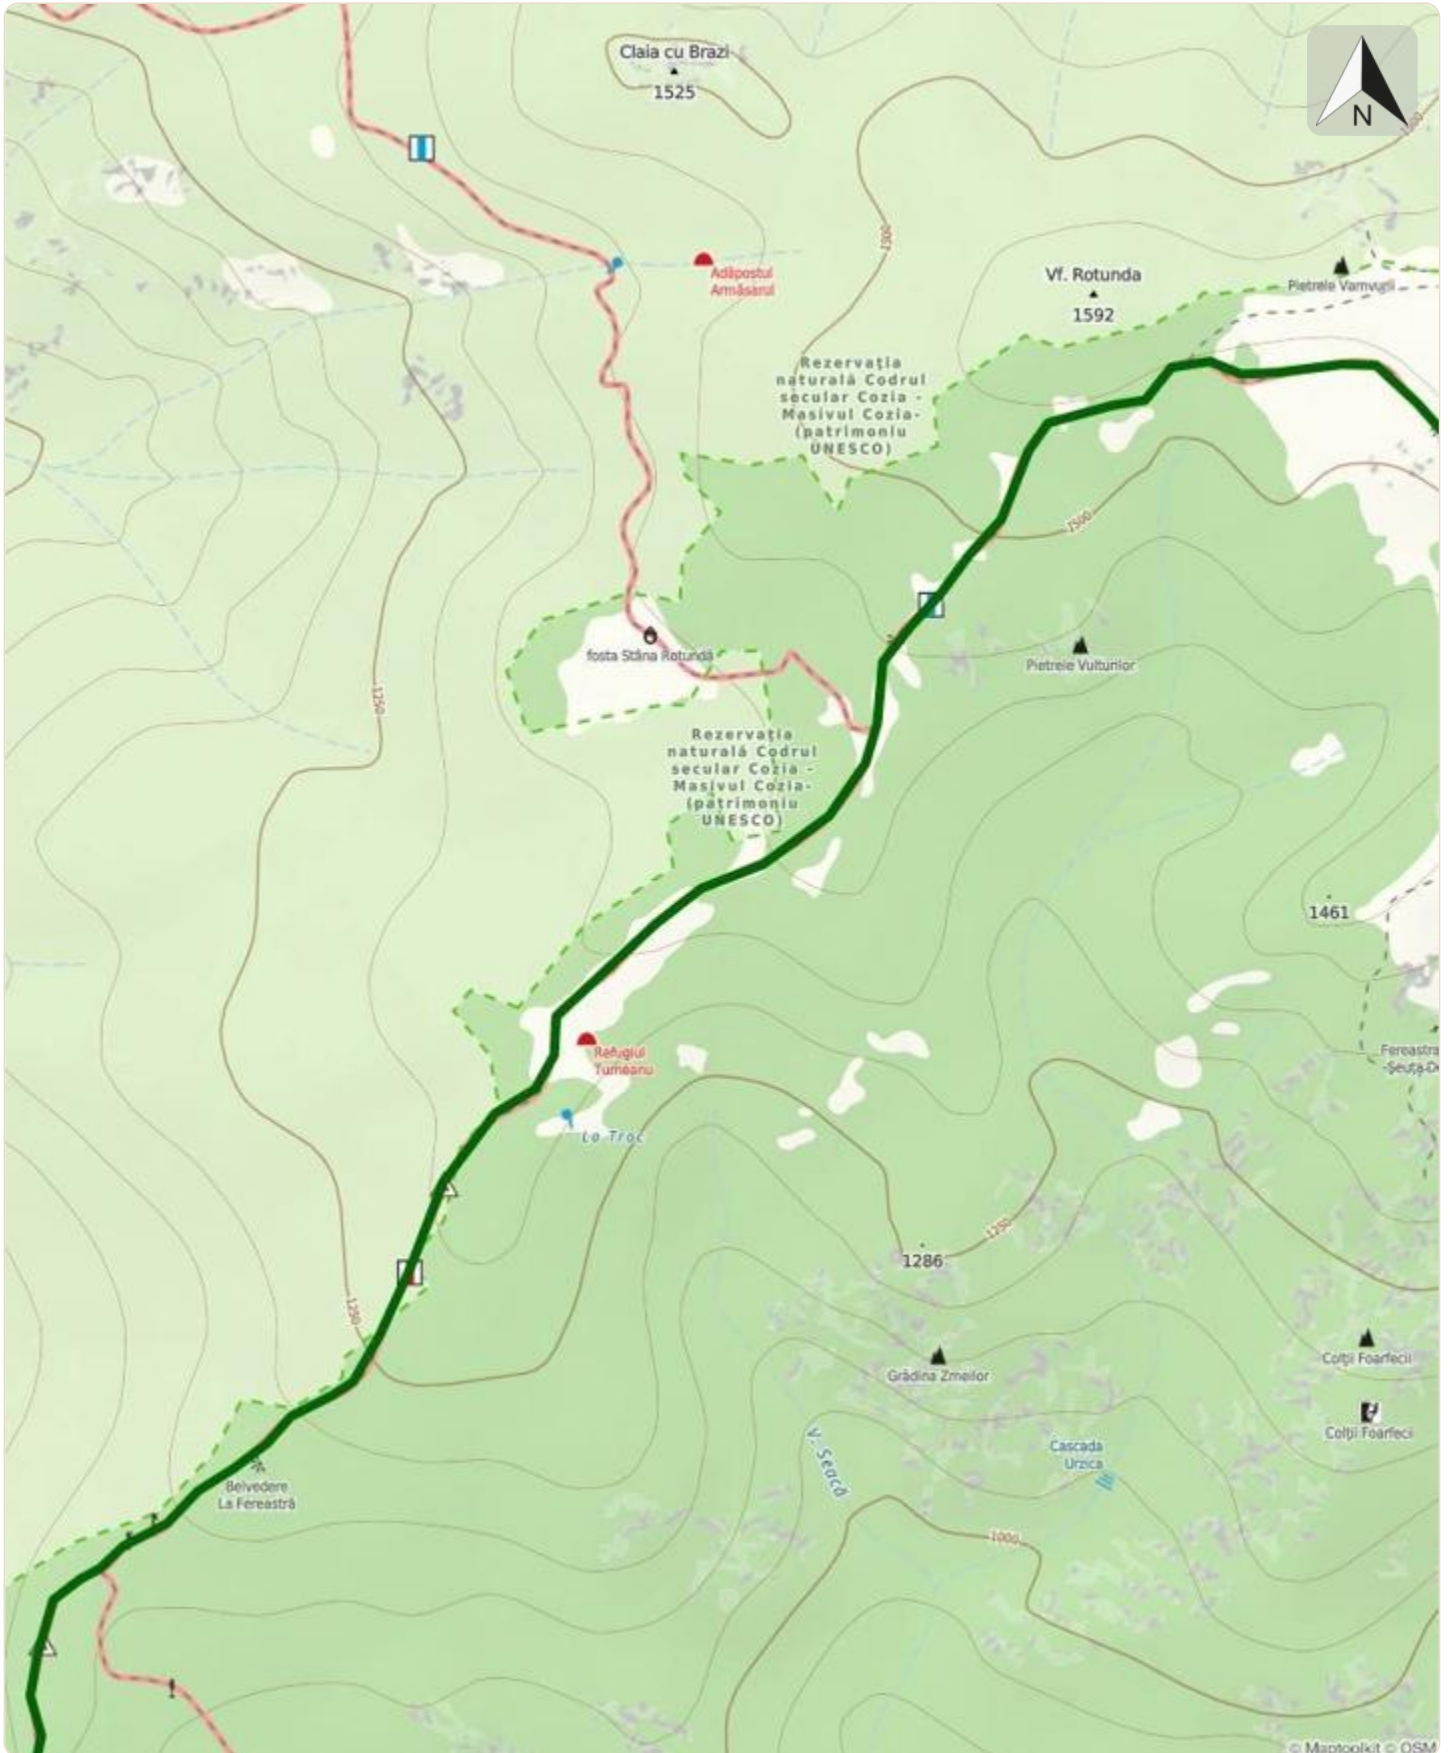 Claia cu Brazi
1525
N
1500
Adăpostul
Armăsarul
Vf. Rotunda
1592
Pietrele Vamvurii
Rezervația
naturală Codrul
secular Cozia -
Masivul Cozia-
(patrimoniu
UNESCO)
1500
fosta Stâna Rotunda
Pietrele Vulturilor
1250
Rezervația
naturală Codrul
secular Cozia -
Masivul Cozia-
(patrimoniu
UNESCO)
1461
Refugiul
Turneanu
Fereastra
La Troc
1250
1286
1250
Grădina Zmeilor
Colții Foarfecii
Colții Foarfecii
V. Seacă
Cascada
Urzica
Belvedere
La Fereastră
1000
© Maptoolkit © OSM